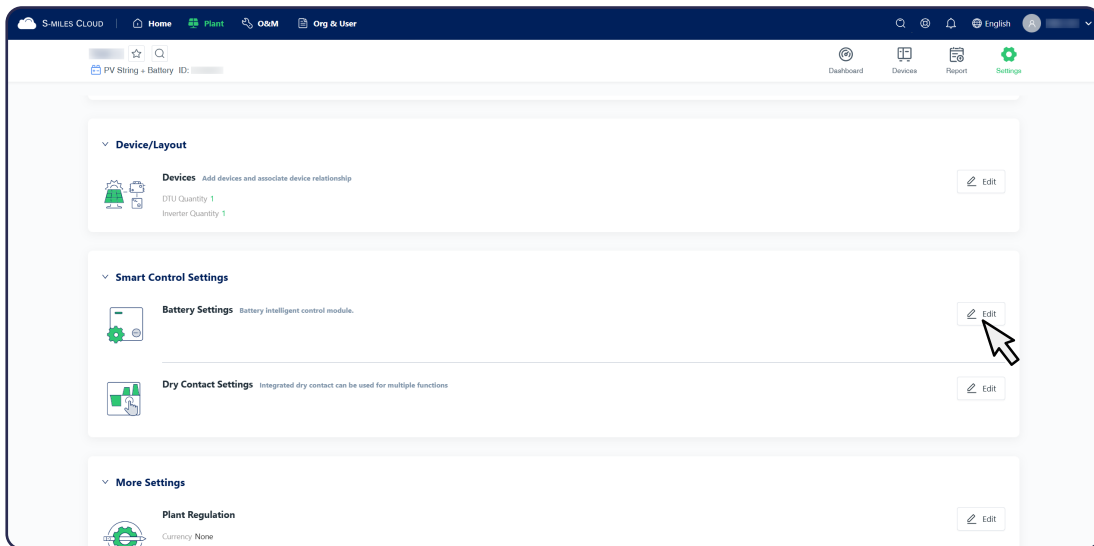 S-MILES CLOUD Home Plant O&M Org & User English
PV String + Battery ID:
Dashboard Devices Report Settings
Device/Layout
Devices Add devices and associate device relationship
Edit
DTU Quantity 1
Inverter Quantity 1
Smart Control Settings
Battery Settings Battery intelligent control module.
Edit
Dry Contact Settings Integrated dry contact can be used for multiple functions
Edit
More Settings
Plant Regulation
Edit
Currency None